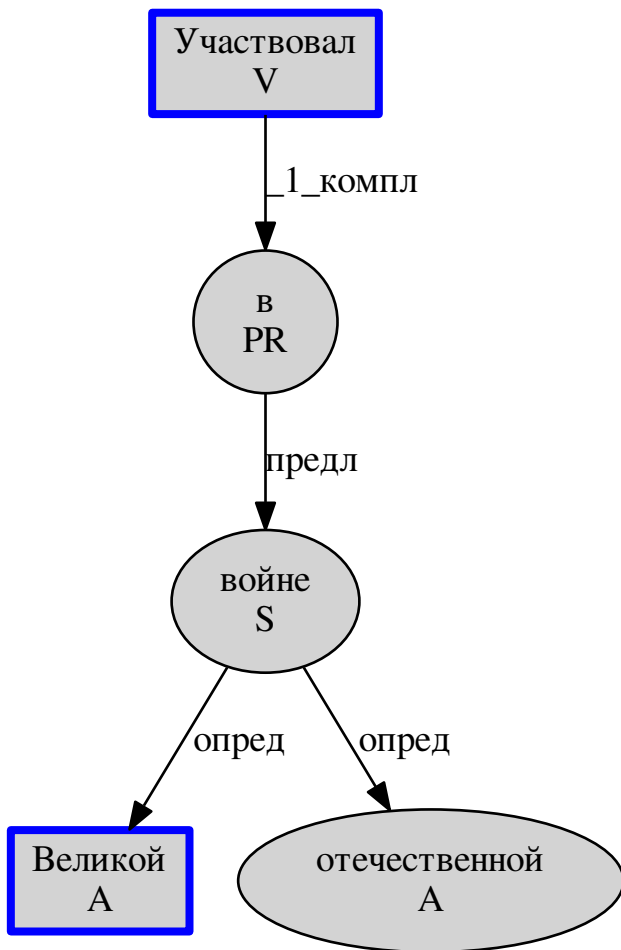 Участвовал
V
_1_компл
в
PR
предл
войне
S
опред
опред
Великой
A
отечественной
A